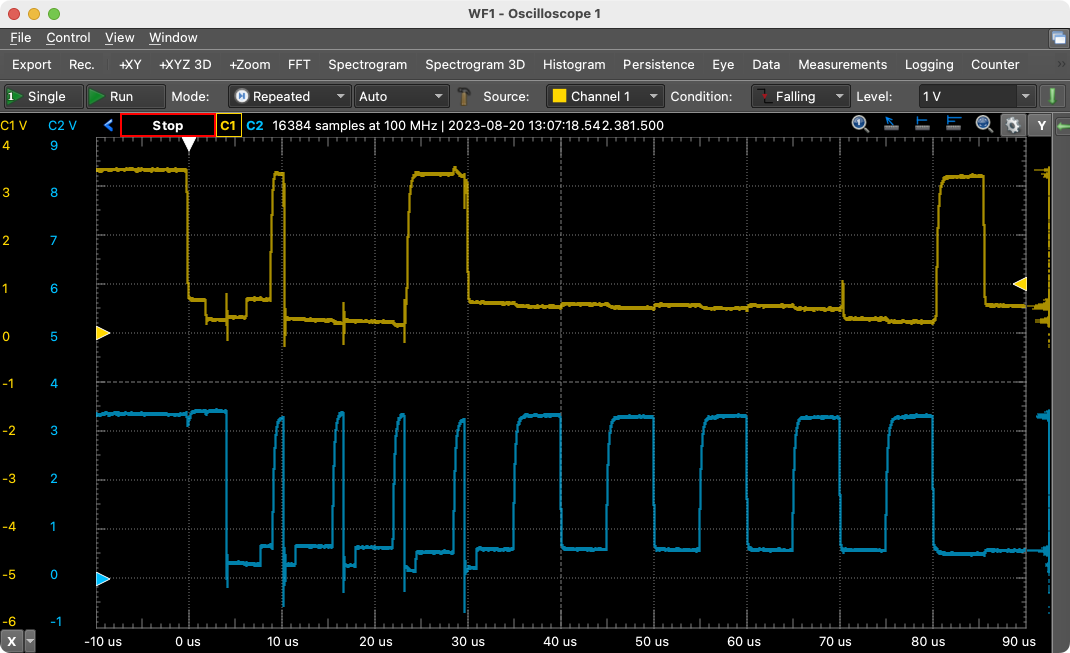 WF1 - Oscilloscope 1
File Control View Window
Export Rec. +XY +XYZ 3D +Zoom FFT Spectrogram Spectrogram 3D Histogram Persistence Eye Data Measurements Logging Counter »
1 Single Run Mode: Repeated Auto Source: Channel 1 Condition: Falling Level: 1 V
C1 V C2 V Stop C1 C2 16384 samples at 100 MHz | 2023-08-20 13:07:18.542.381.500 Y
4 9
3 8
2 7
1 6
0 5
-1 4
-2 3
-3 2
-4 1
-5 0
-6 -1
X -10 us 0 us 10 us 20 us 30 us 40 us 50 us 60 us 70 us 80 us 90 us